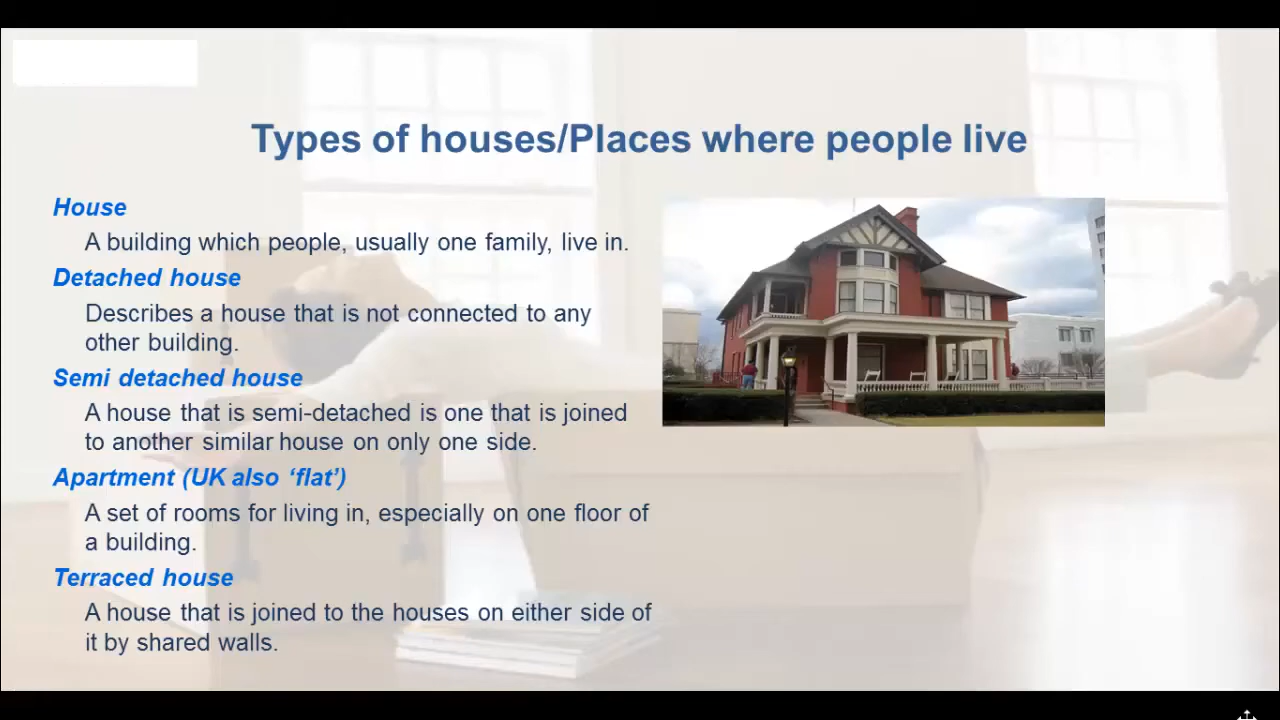 Types of houses/Places where people live
House
A building which people, usually one family, live in.
Detached house
Describes a house that is not connected to any
other building.
Semi detached house
A house that is semi-detached is one that is joined
to another similar house on only one side.
Apartment (UK also ‘flat’)
A set of rooms for living in, especially on one floor of
a building.
Terraced house
A house that is joined to the houses on either side of
it by shared walls.